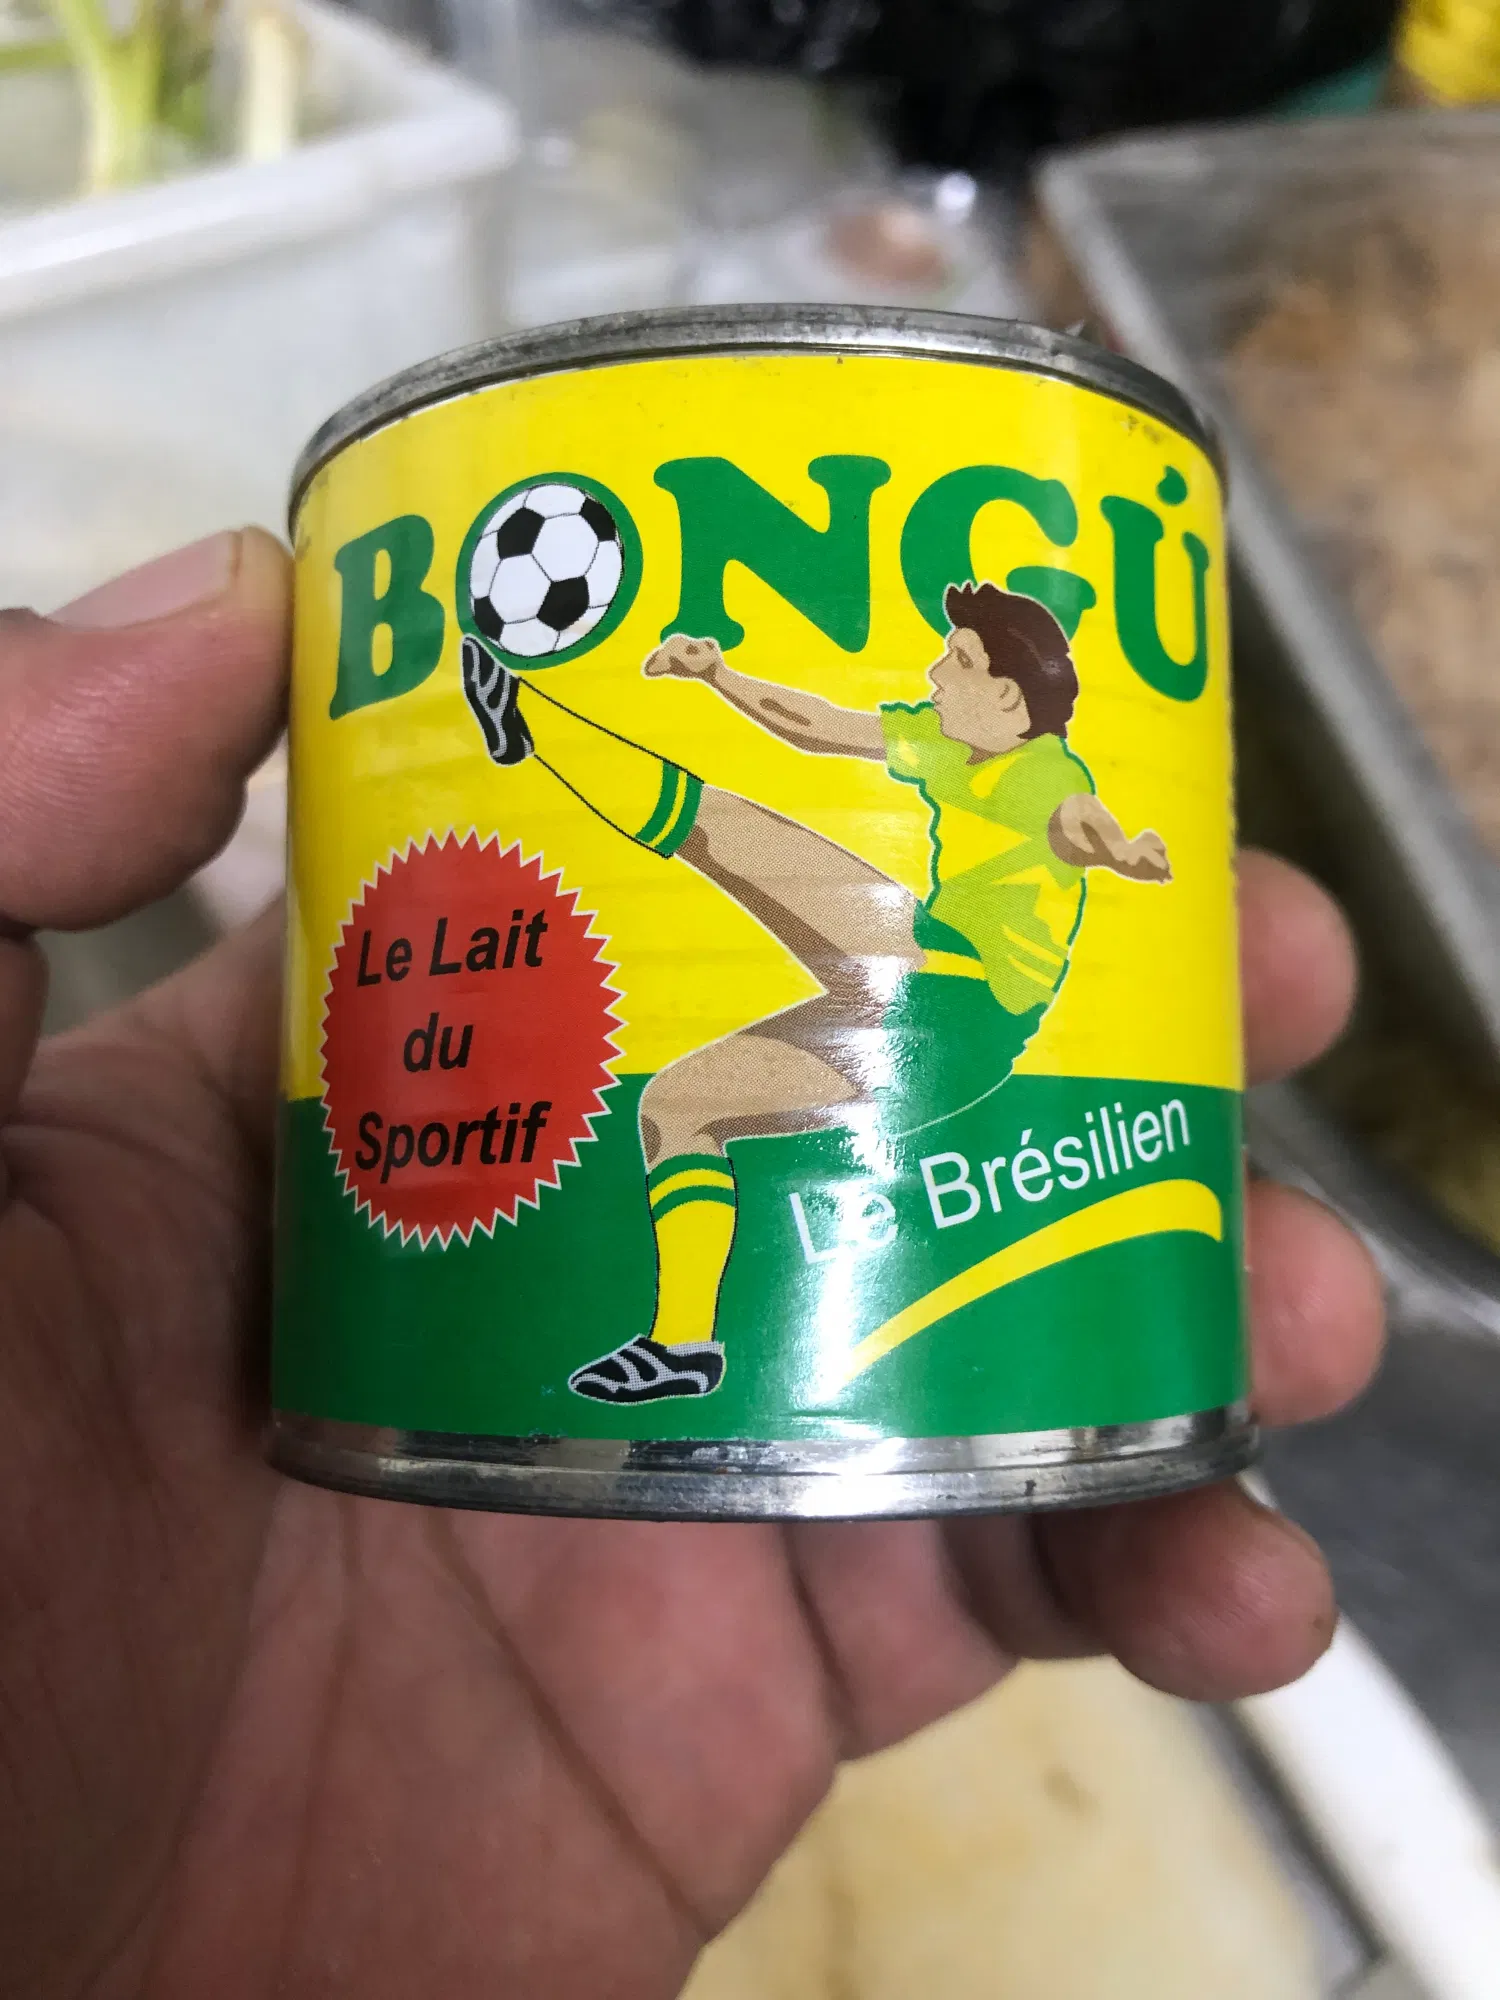 BONGÚ
Le Lait
du
Sportif
Le Brésilien